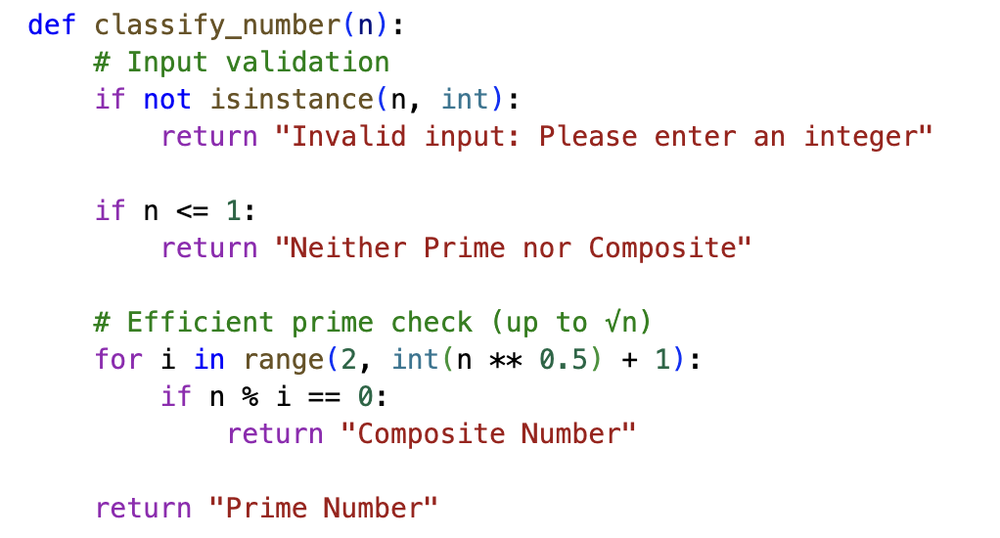 def classify_number(n):
    # Input validation
    if not isinstance(n, int):
        return "Invalid input: Please enter an integer"

    if n <= 1:
        return "Neither Prime nor Composite"

    # Efficient prime check (up to √n)
    for i in range(2, int(n ** 0.5) + 1):
        if n % i == 0:
            return "Composite Number"

    return "Prime Number"